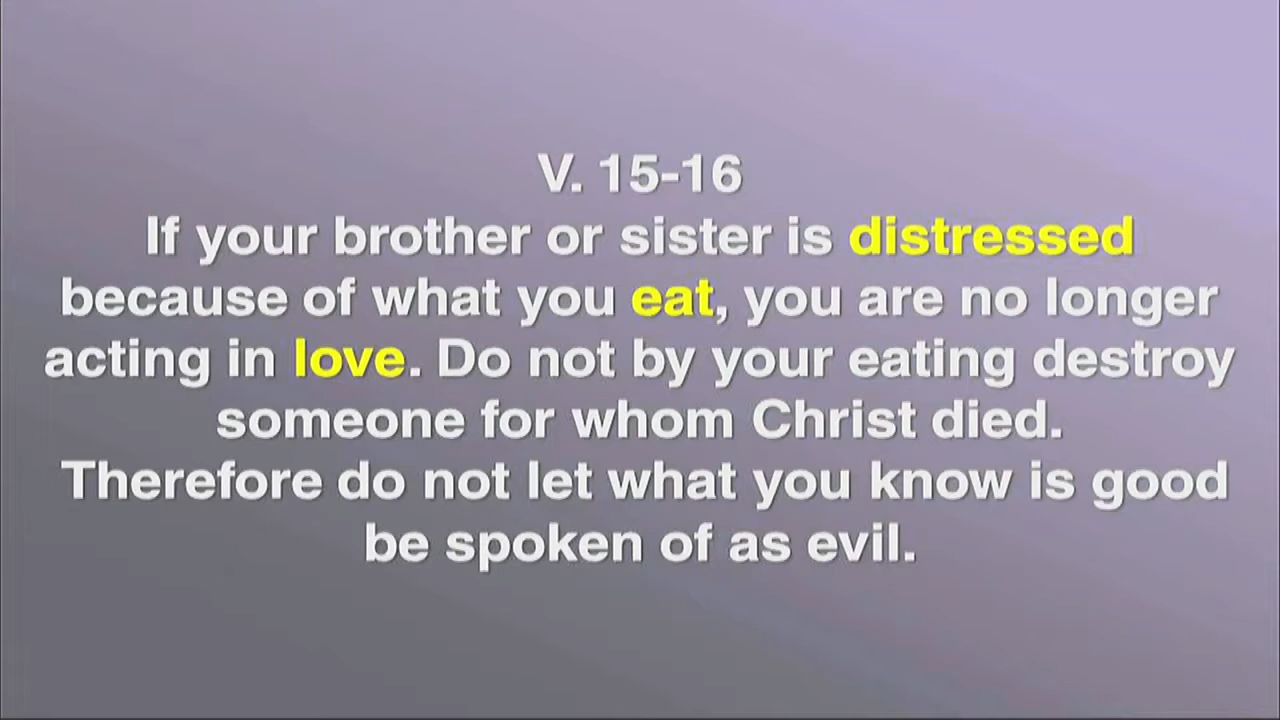 V. 15-16
If your brother or sister is distressed
because of what you eat, you are no longer
acting in love. Do not by your eating destroy
someone for whom Christ died.
Therefore do not let what you know is good
be spoken of as evil.